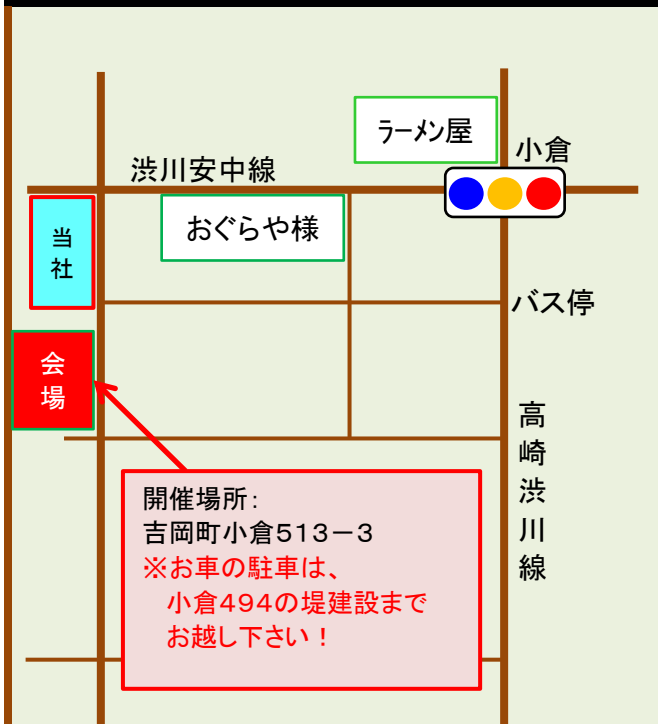 ラーメン屋
小倉
渋川安中線
おぐらや様
当
社
バス停
会
場
高
崎
渋
川
線
開催場所:
吉岡町小倉513－3
※お車の駐車は、
小倉494の堤建設まで
お越し下さい！